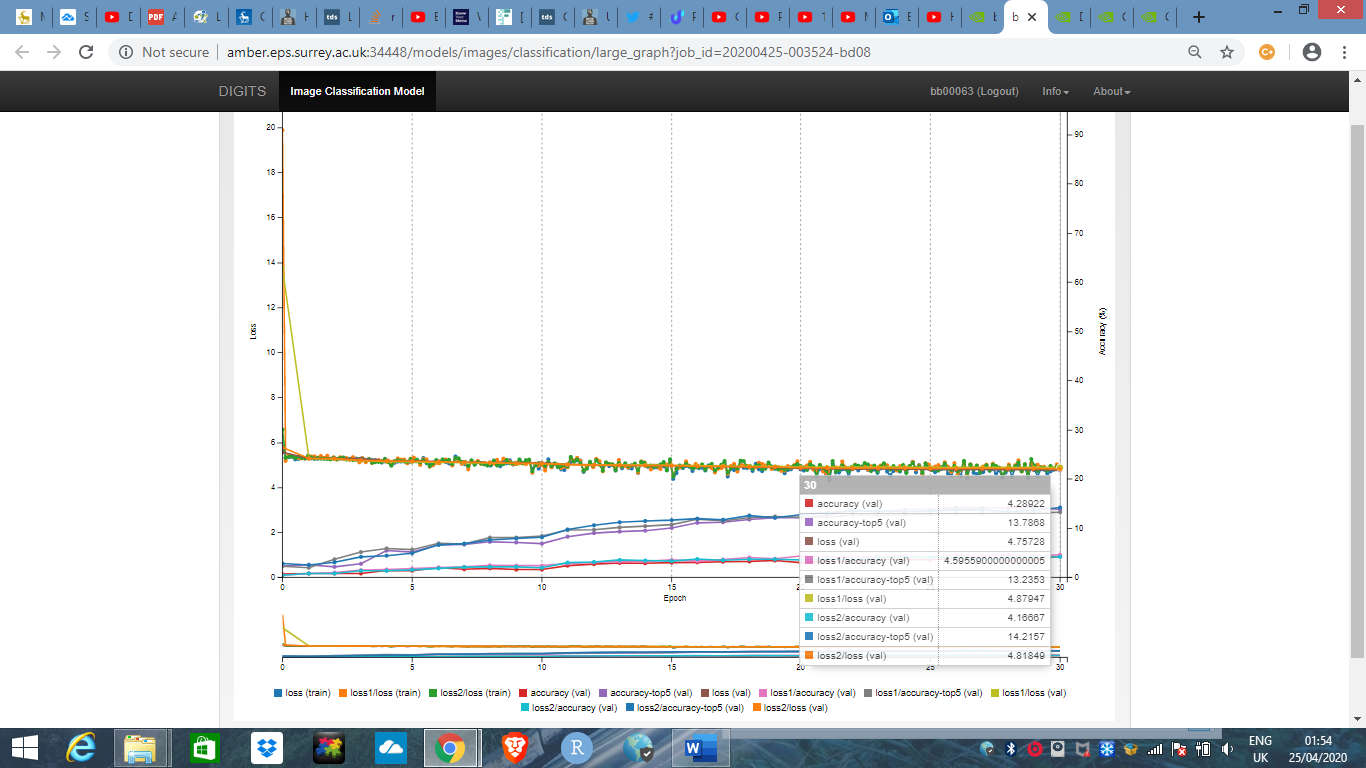 Not secure | amber.eps.surrey.ac.uk:34448/models/images/classification/large_graph?job_id=20200425-003524-bd08
DIGITS Image Classification Model bb00063 (Logout) Info About
20
18
16
14
12
10
8
6
4
2
0
Loss
90
80
70
60
50
40
30
20
10
0
Accuracy (%)
0 5 10 15 20 25 30
Epoch
30
accuracy (val) 4.28922
accuracy-top5 (val) 13.7868
loss (val) 4.75728
loss1/accuracy (val) 4.5955900000000005
loss1/accuracy-top5 (val) 13.2353
loss1/loss (val) 4.87947
loss2/accuracy (val) 4.16667
loss2/accuracy-top5 (val) 14.2157
loss2/loss (val) 4.81849
0 5 10 15 20 25 30
loss (train) loss1/loss (train) loss2/loss (train) accuracy (val) accuracy-top5 (val) loss (val) loss1/accuracy (val) loss1/accuracy-top5 (val) loss1/loss (val)
loss2/accuracy (val) loss2/accuracy-top5 (val) loss2/loss (val)
ENG 01:54
UK 25/04/2020